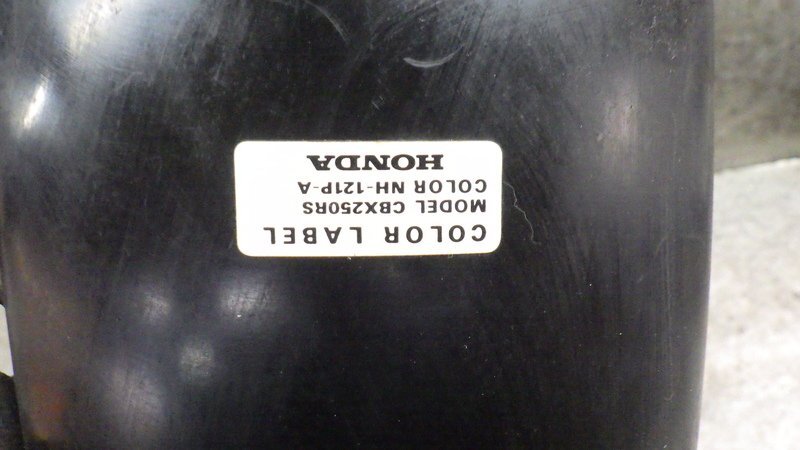 COLOR LABEL
MODEL CBX250RS
COLOR NH-121P-A
HONDA